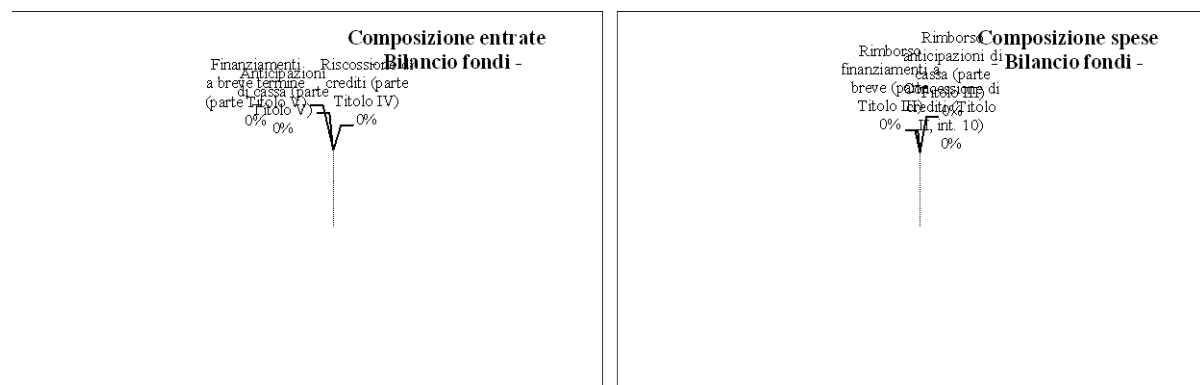 Composizione entrate
- Bilancio fondi -
Finanziamenti
a breve termine
(parte Titolo V)
0%
Anticipazioni
di cassa (parte
Titolo V)
0%
Riscossione di
crediti (parte
Titolo IV)
0%
Composizione spese
- Bilancio fondi -
Rimborso
finanziamenti a
breve (parte
Titolo III)
0%
Rimborso
anticipazioni di
cassa (parte
Titolo III)
0%
Concessione di
crediti (Titolo
II, int. 10)
0%